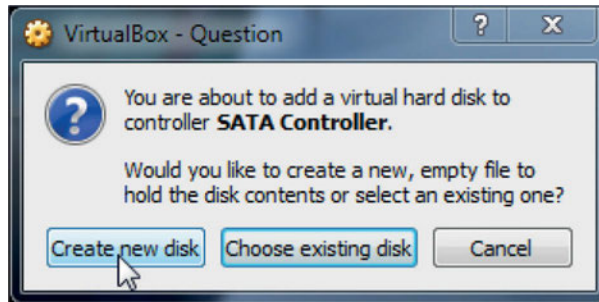 VirtualBox - Question
? X
You are about to add a virtual hard disk to
controller SATA Controller.
Would you like to create a new, empty file to
hold the disk contents or select an existing one?
Create new disk Choose existing disk Cancel